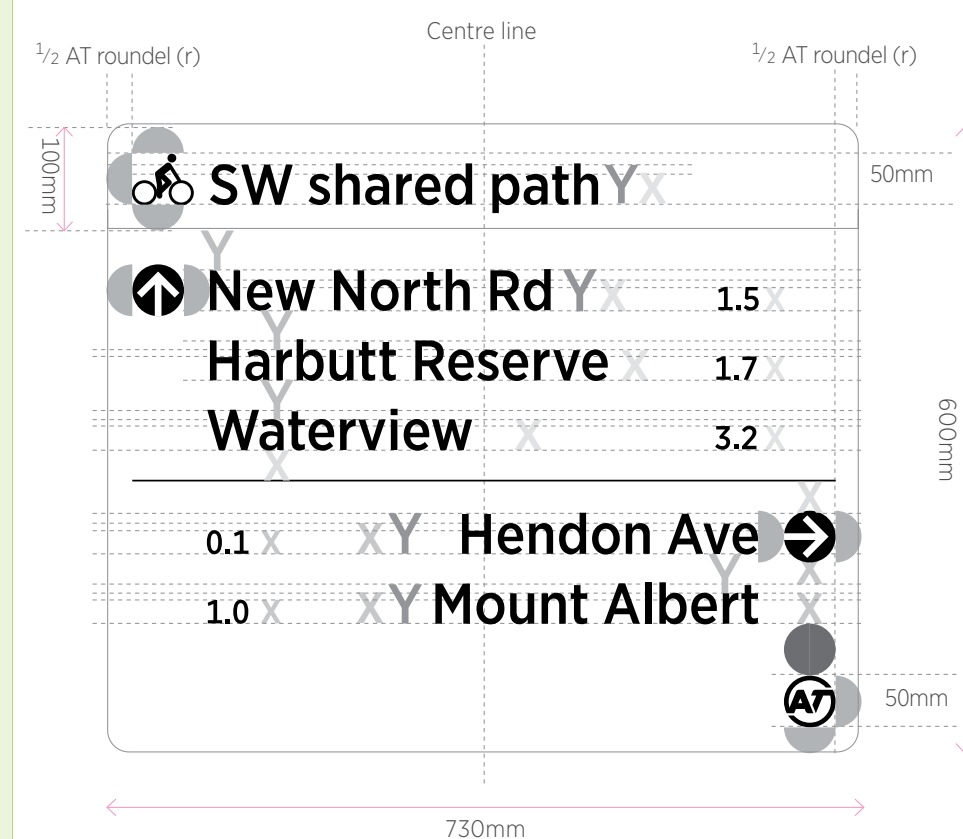 Centre line
1/2 AT roundel (r) 1/2 AT roundel (r)
100mm
SW shared path Y X 50mm
Y
New North Rd Y X 1.5 X
Y
Harbutt Reserve X 1.7 X
Y
Waterview X 3.2 X
X
600mm
X
0.1 X X Y Hendon Ave
Y X
1.0 X X Y Mount Albert X
AT 50mm
730mm